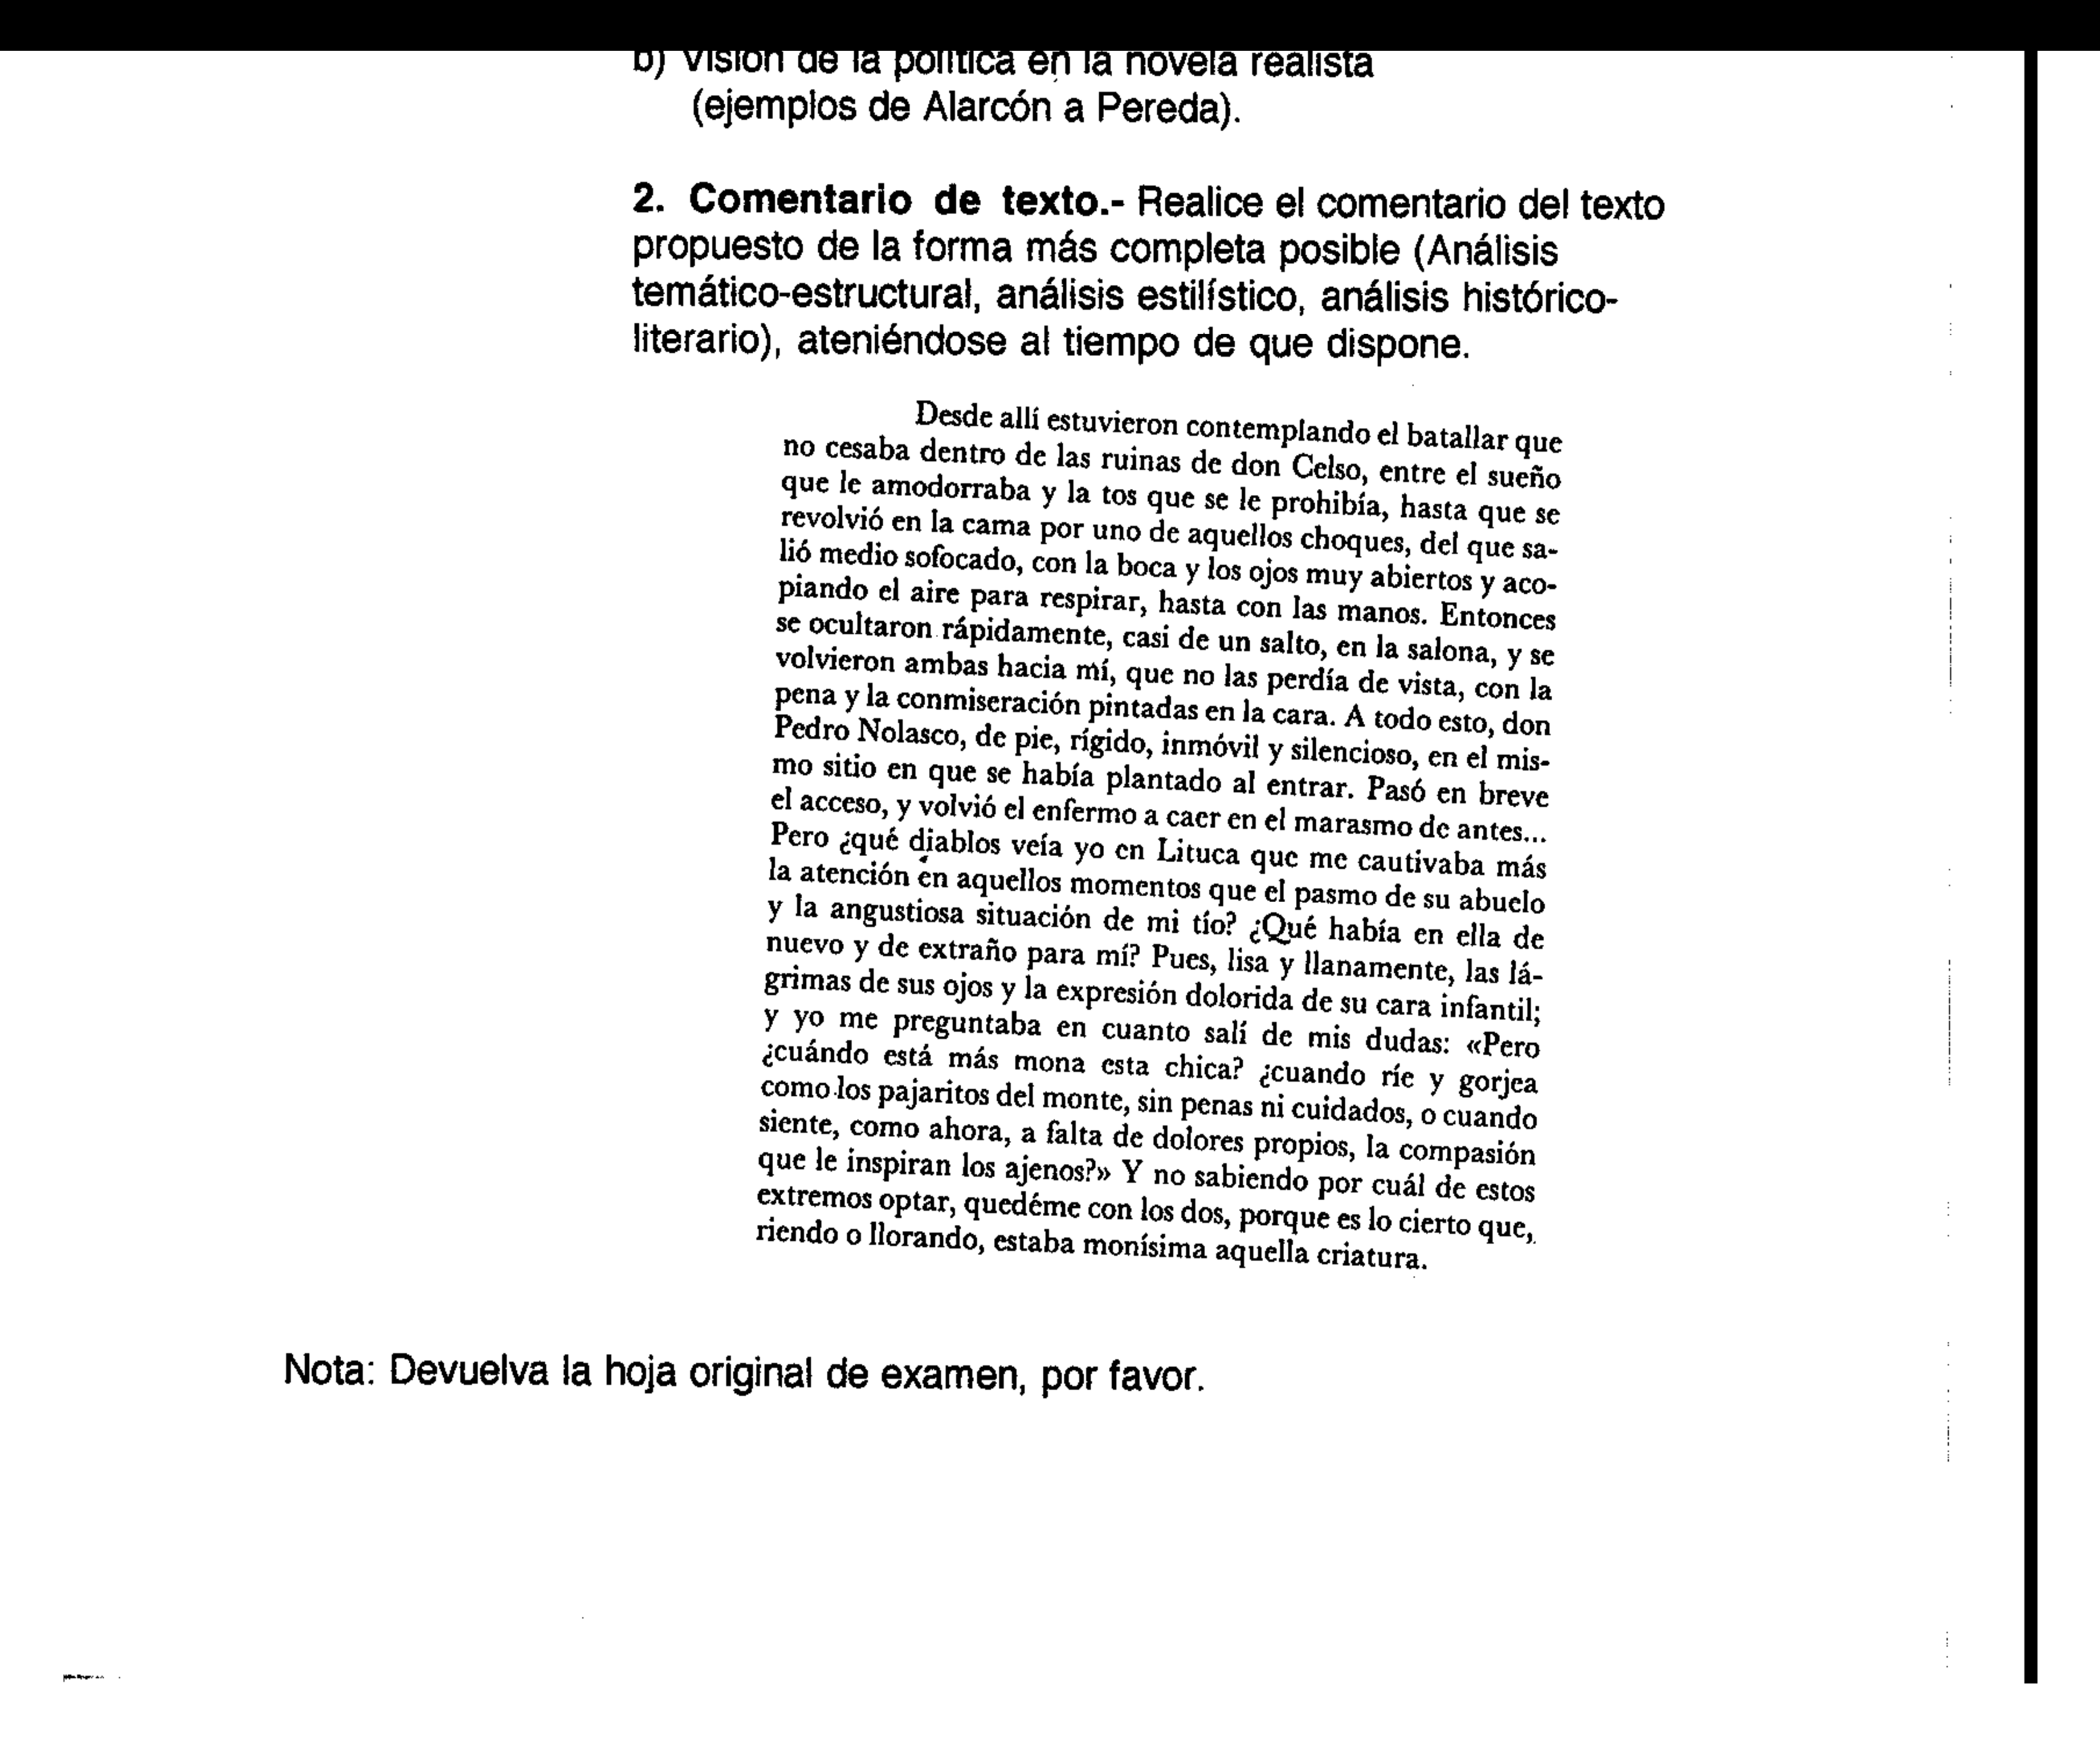 b) Visión de la política en la novela realista
(ejemplos de Alarcón a Pereda).
2. Comentario de texto.- Realice el comentario del texto
propuesto de la forma más completa posible (Análisis
temático-estructural, análisis estilístico, análisis histórico-
literario), ateniéndose al tiempo de que dispone.
Desde allí estuvieron contemplando el batallar que
no cesaba dentro de las ruinas de don Celso, entre el sueño
que le amodorraba y la tos que se le prohibía, hasta que se
revolvió en la cama por uno de aquellos choques, del que sa-
lió medio sofocado, con la boca y los ojos muy abiertos y aco-
piando el aire para respirar, hasta con las manos. Entonces
se ocultaron rápidamente, casi de un salto, en la salona, y se
volvieron ambas hacia mí, que no las perdía de vista, con la
pena y la conmiseración pintadas en la cara. A todo esto, don
Pedro Nolasco, de pie, rígido, inmóvil y silencioso, en el mis-
mo sitio en que se había plantado al entrar. Pasó en breve
el acceso, y volvió el enfermo a caer en el marasmo de antes...
Pero ¿qué diablos veía yo en Lituca que me cautivaba más
la atención en aquellos momentos que el pasmo de su abuelo
y la angustiosa situación de mi tío? ¿Qué había en ella de
nuevo y de extraño para mí? Pues, lisa y llanamente, las lá-
grimas de sus ojos y la expresión dolorida de su cara infantil;
y yo me preguntaba en cuanto salí de mis dudas: «Pero
¿cuándo está más mona esta chica? ¿cuando ríe y gorjea
como los pajaritos del monte, sin penas ni cuidados, o cuando
siente, como ahora, a falta de dolores propios, la compasión
que le inspiran los ajenos?» Y no sabiendo por cuál de estos
extremos optar, quedéme con los dos, porque es lo cierto que,
riendo o llorando, estaba monísima aquella criatura.
Nota: Devuelva la hoja original de examen, por favor.